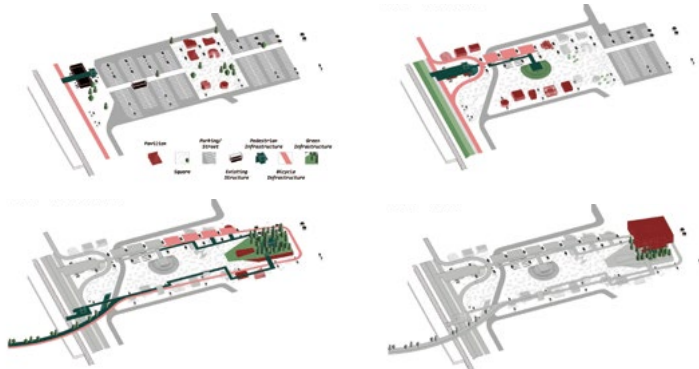 Pavilion
Square
Parking/
Street
Existing
Structure
Pedestrian
Infrastructure
Bicycle
Infrastructure
Green
Infrastructure